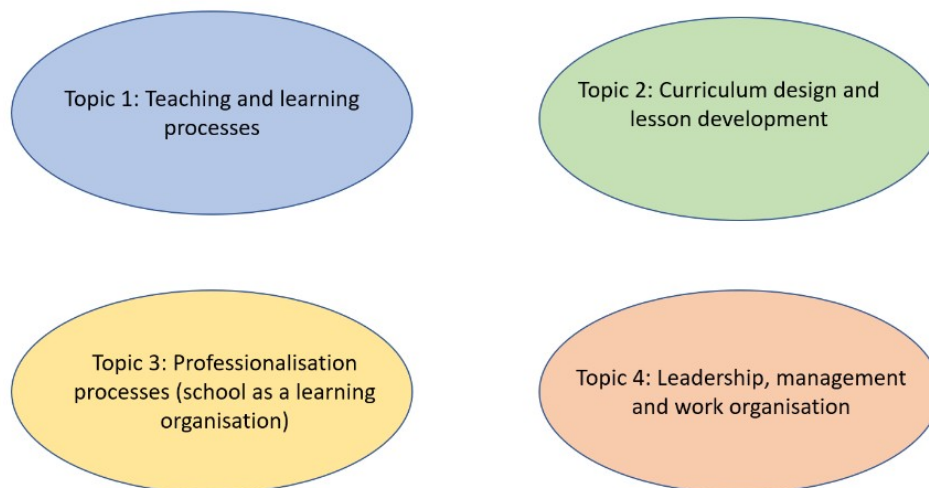 Topic 1: Teaching and learning
processes
Topic 2: Curriculum design and
lesson development
Topic 3: Professionalisation
processes (school as a learning
organisation)
Topic 4: Leadership, management
and work organisation